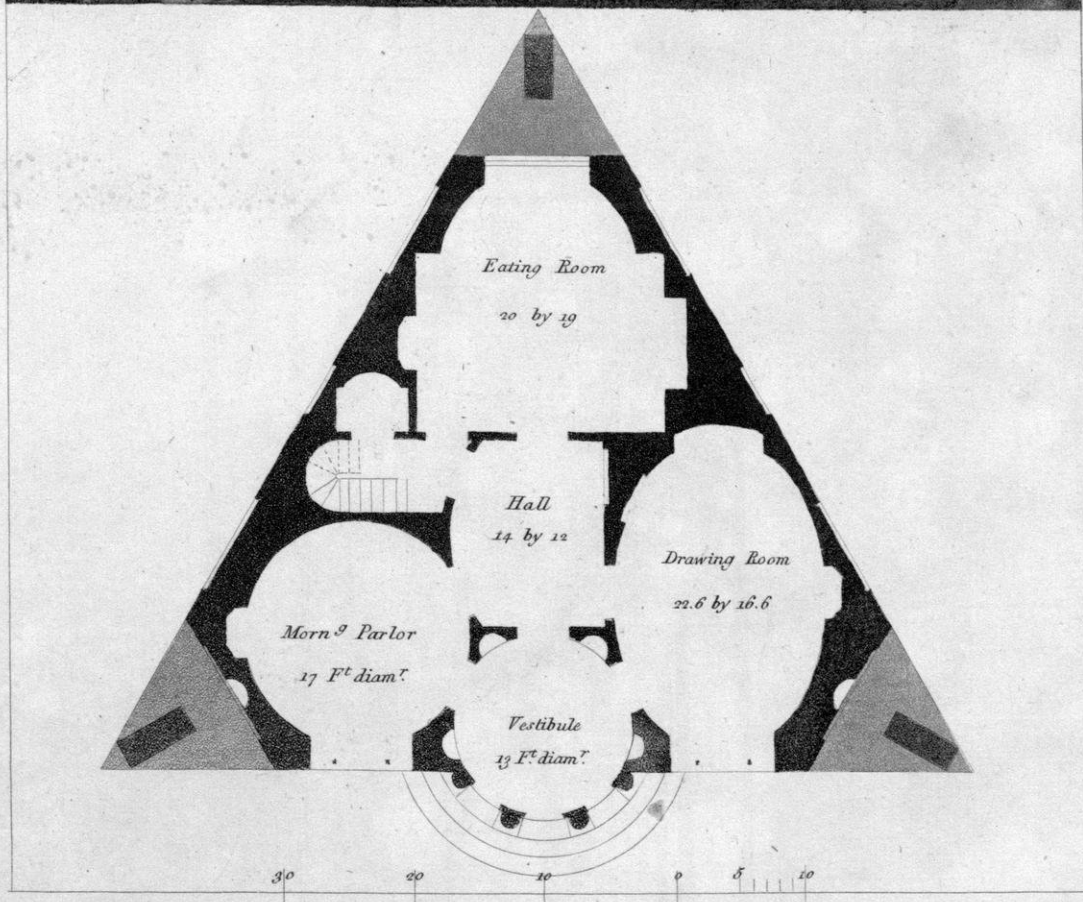 Eating Room
20 by 19
Hall
14 by 12
Drawing Room
22.6 by 16.6
Morng Parlor
17 Ft diamr.
Vestibule
13 Ft. diamr.
30 20 10 0 5 10